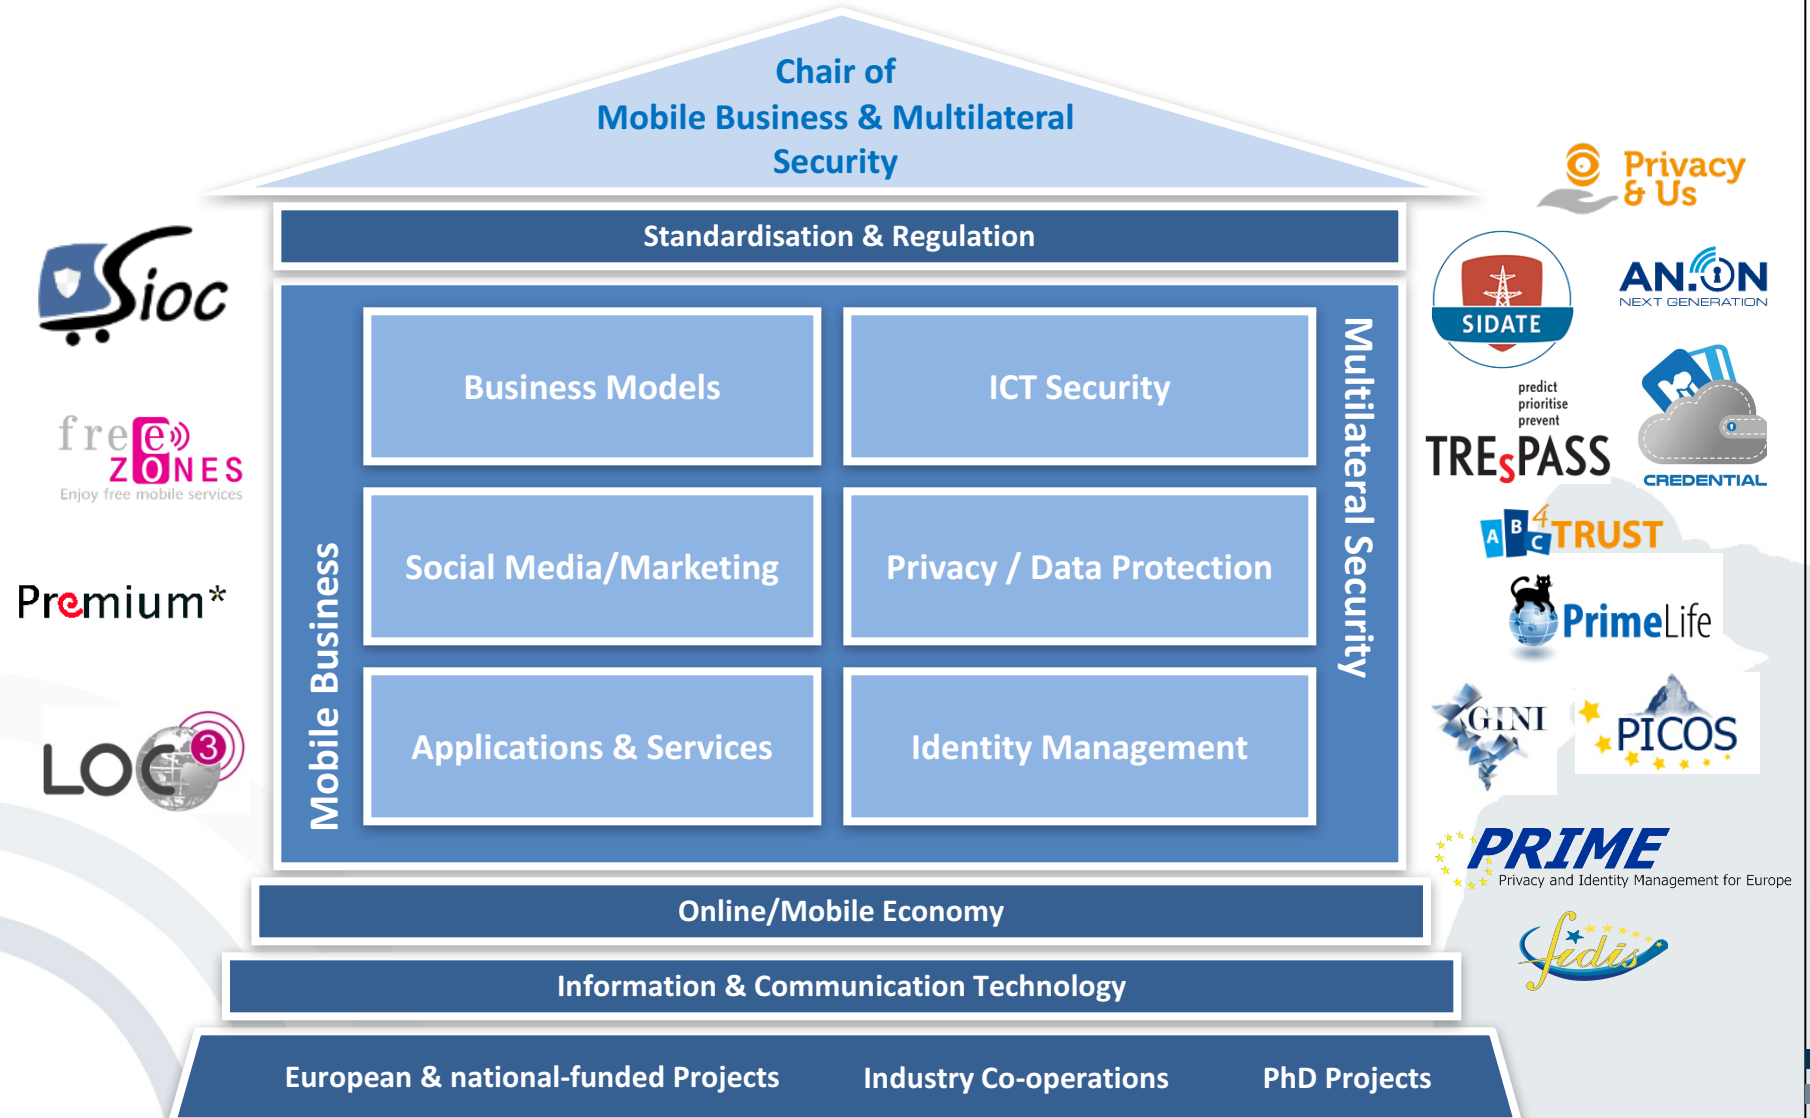 Chair of
Mobile Business & Multilateral
Security
Standardisation & Regulation
Mobile Business
Business Models
ICT Security
Social Media/Marketing
Privacy / Data Protection
Applications & Services
Identity Management
Multilateral Security
Online/Mobile Economy
Information & Communication Technology
European & national-funded Projects
Industry Co-operations
PhD Projects
Sioc
free
ZONES
Enjoy free mobile services
Premium*
LOC3
Privacy
& Us
SIDATE
AN.ON
NEXT GENERATION
predict
prioritise
prevent
TREsPASS
CREDENTIAL
ABC4TRUST
PrimeLife
GINI
PICOS
PRIME
Privacy and Identity Management for Europe
fidis